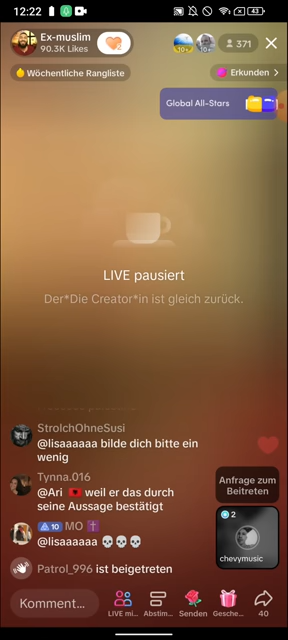 12:22
43
Ex-muslim
90.3K Likes
10+
10+
371
Wöchentliche Rangliste
Erkunden >
Global All-Stars
LIVE pausiert
Der*Die Creator*in ist gleich zurück.
StrolchOhneSusi
@lisaaaaaa bilde dich bitte ein
wenig
Tynna.016
@Ari 🇦🇱 weil er das durch
seine Aussage bestätigt
10 MO ✝️
@lisaaaaaa 💀💀💀
Patrol_996 ist beigetreten
Anfrage zum
Beitreten
2
chevymusic
Komment...
LIVE mi...
Abstim...
Senden
Gesche...
40